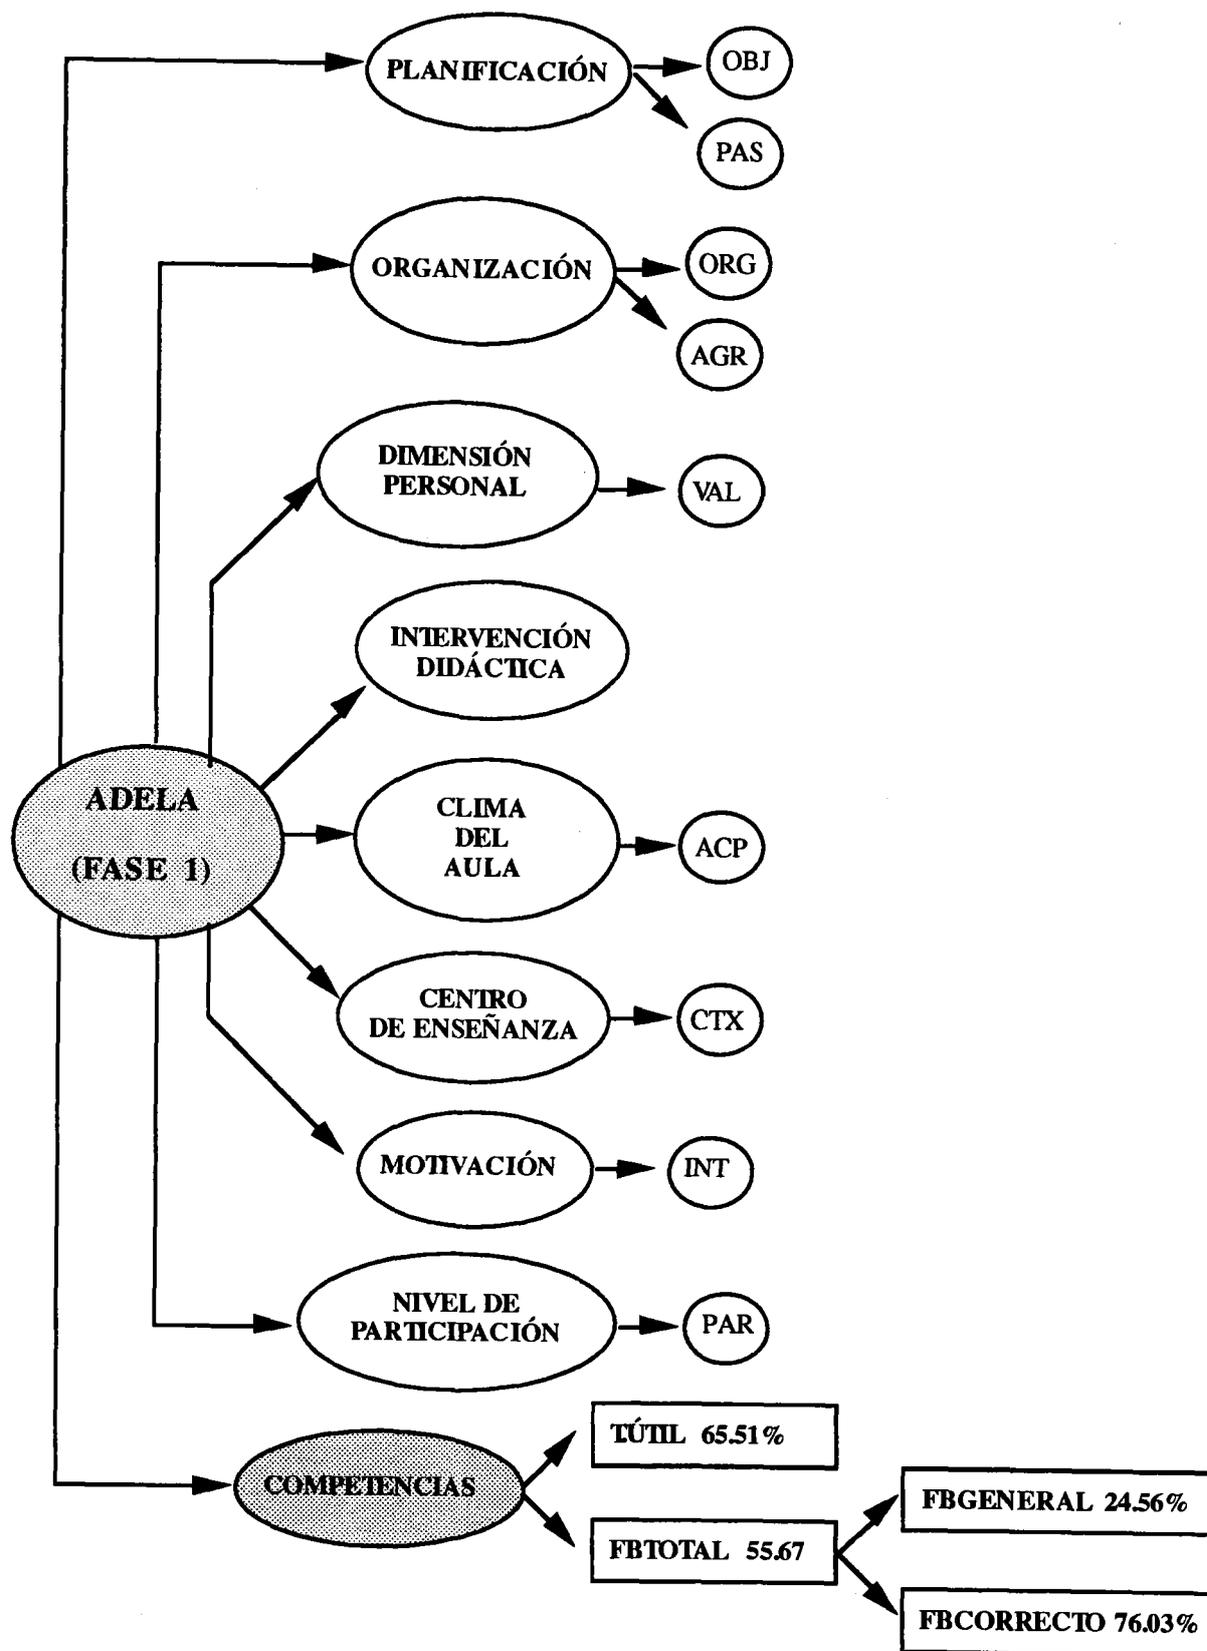 PLANIFICACIÓN
OBJ
PAS
ORGANIZACIÓN
ORG
AGR
DIMENSIÓN
PERSONAL
VAL
INTERVENCIÓN
DIDÁCTICA
ADELA
(FASE 1)
CLIMA
DEL
AULA
ACP
CENTRO
DE ENSEÑANZA
CTX
MOTIVACIÓN
INT
NIVEL DE
PARTICIPACIÓN
PAR
COMPETENCIAS
T.ÚTIL 65.51%
FBTOTAL 55.67
FBGENERAL 24.56%
FBCORRECTO 76.03%